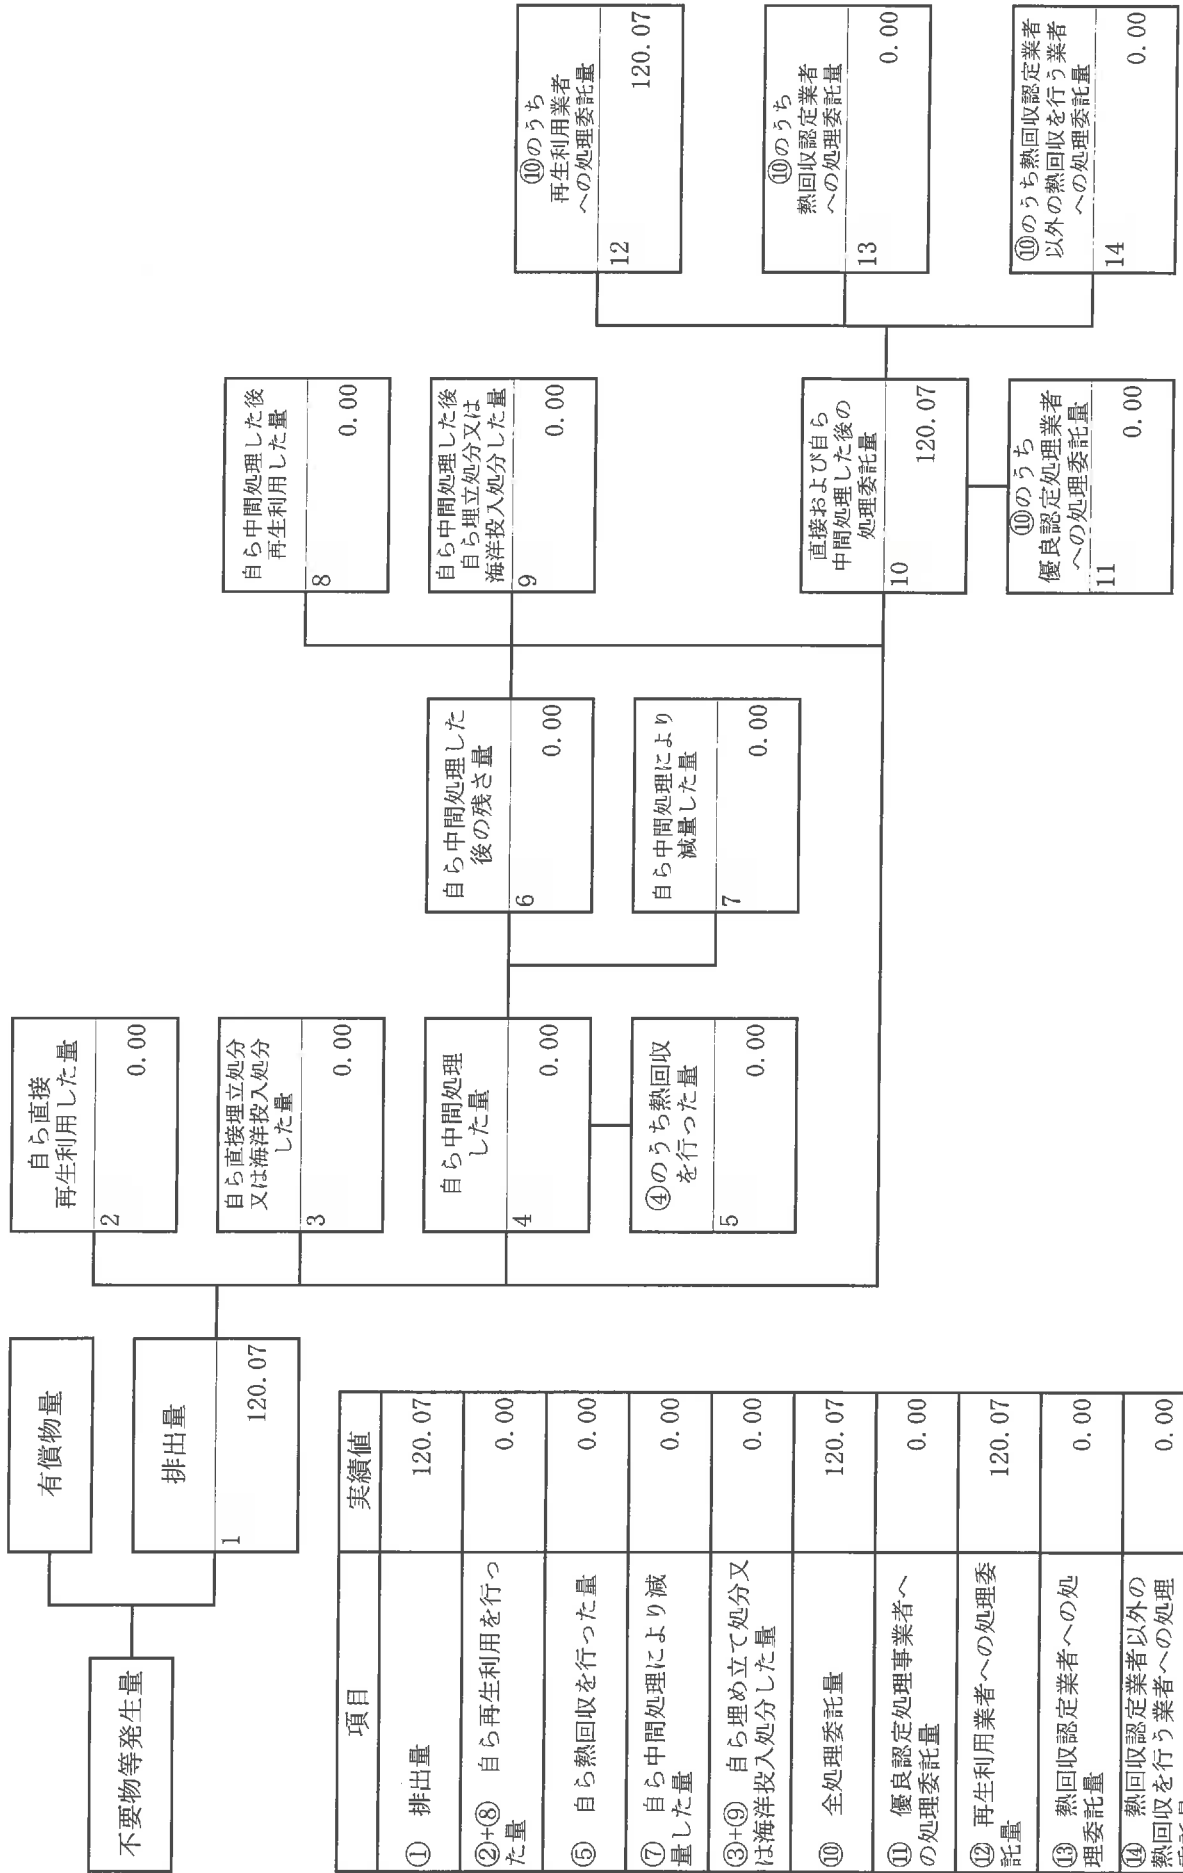 不要物等発生量
有償物量
排出量
1
120.07
自ら直接
再生利用した量
2
0.00
自ら直接埋立処分
又は海洋投入処分
した量
3
0.00
自ら中間処理
した量
4
0.00
④のうち熱回収
を行った量
5
0.00
自ら中間処理した
後の残さ量
6
0.00
自ら中間処理により
減量した量
7
0.00
自ら中間処理した後
再生利用した量
8
0.00
自ら中間処理した後
自ら埋立処分又は
海洋投入処分した量
9
0.00
直接および自ら
中間処理した後の
処理委託量
10
120.07
⑩のうち
優良認定処理業者
への処理委託量
11
0.00
⑩のうち
再生利用業者
への処理委託量
12
120.07
⑩のうち
熱回収認定業者
への処理委託量
13
0.00
⑩のうち熱回収認定業者
以外の熱回収を行う業者
への処理委託量
14
0.00
項目 実績値
① 排出量 120.07
②+⑧ 自ら再生利用を行っ
た量 0.00
⑤ 自ら熱回収を行った量 0.00
⑦ 自ら中間処理により減
量した量 0.00
③+⑨ 自ら埋め立て処分又
は海洋投入処分した量 0.00
⑩ 全処理委託量 120.07
⑪ 優良認定処理事業者へ
の処理委託量 0.00
⑫ 再生利用業者への処理委
託量 120.07
⑬ 熱回収認定業者への処
理委託量 0.00
⑭ 熱回収認定業者以外の
熱回収を行う業者への処理 0.00